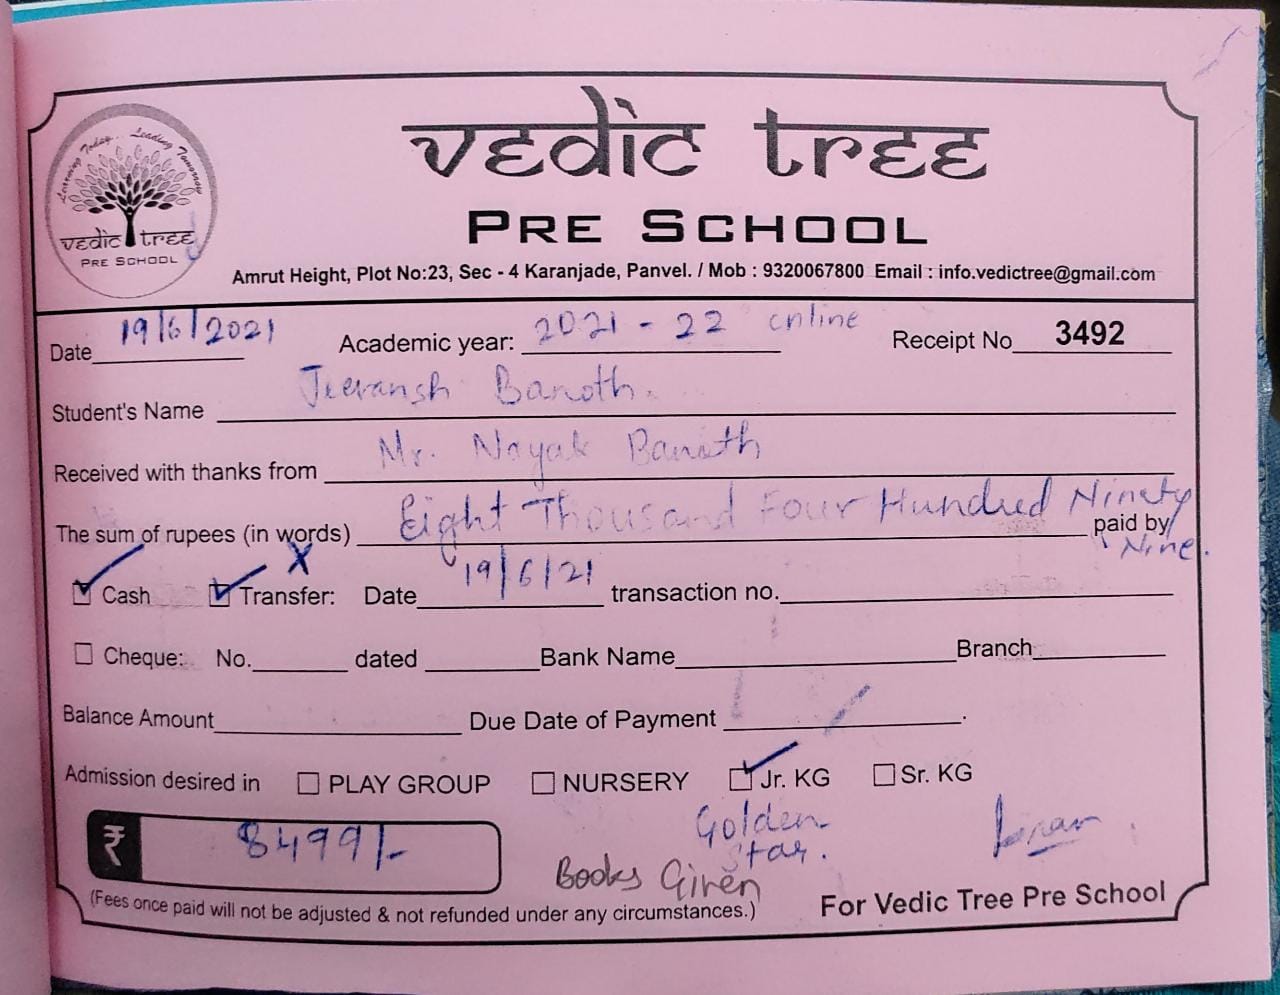 Learning Today... Leading Tomorrow
vedic tree
PRE SCHOOL
vedic tree
PRE SCHOOL
Amrut Height, Plot No:23, Sec - 4 Karanjade, Panvel. / Mob : 9320067800 Email : info.vedictree@gmail.com
Date 19/6/2021 Academic year: 2021 - 22 online Receipt No 3492
Student's Name Jeevansh Banoth.
Received with thanks from Mr. Nayak Banoth
The sum of rupees (in words) Eight Thousand Four Hundred Ninety Nine. paid by
Cash X Transfer: Date 19/6/21 transaction no.
Cheque: No. dated Bank Name Branch
Balance Amount Due Date of Payment .
Admission desired in PLAY GROUP NURSERY Jr. KG Sr. KG
₹ 8499/-
Golden
Star.
Books Given
(Fees once paid will not be adjusted & not refunded under any circumstances.)
For Vedic Tree Pre School